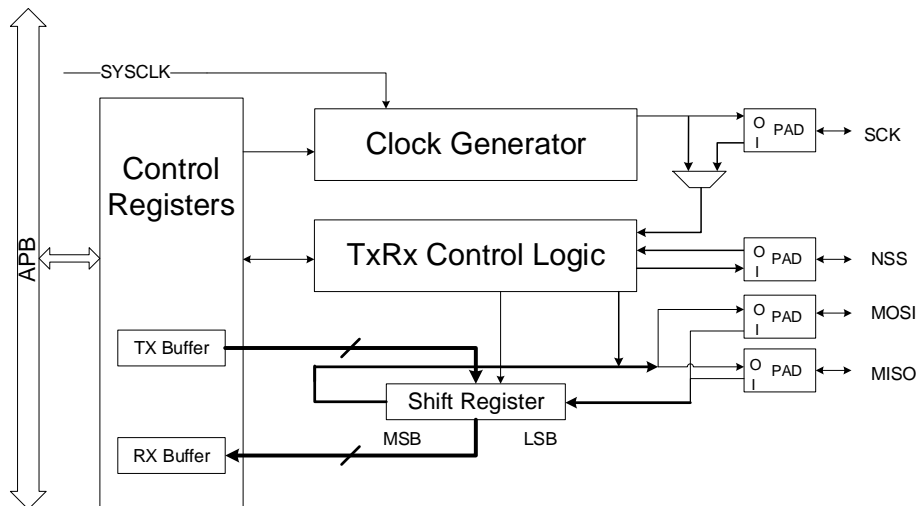 SYSCLK
APB
Control
Registers
Clock Generator
O
I
PAD
SCK
TxRx Control Logic
O
I
PAD
NSS
O
I
PAD
MOSI
O
I
PAD
MISO
TX Buffer
Shift Register
MSB
LSB
RX Buffer